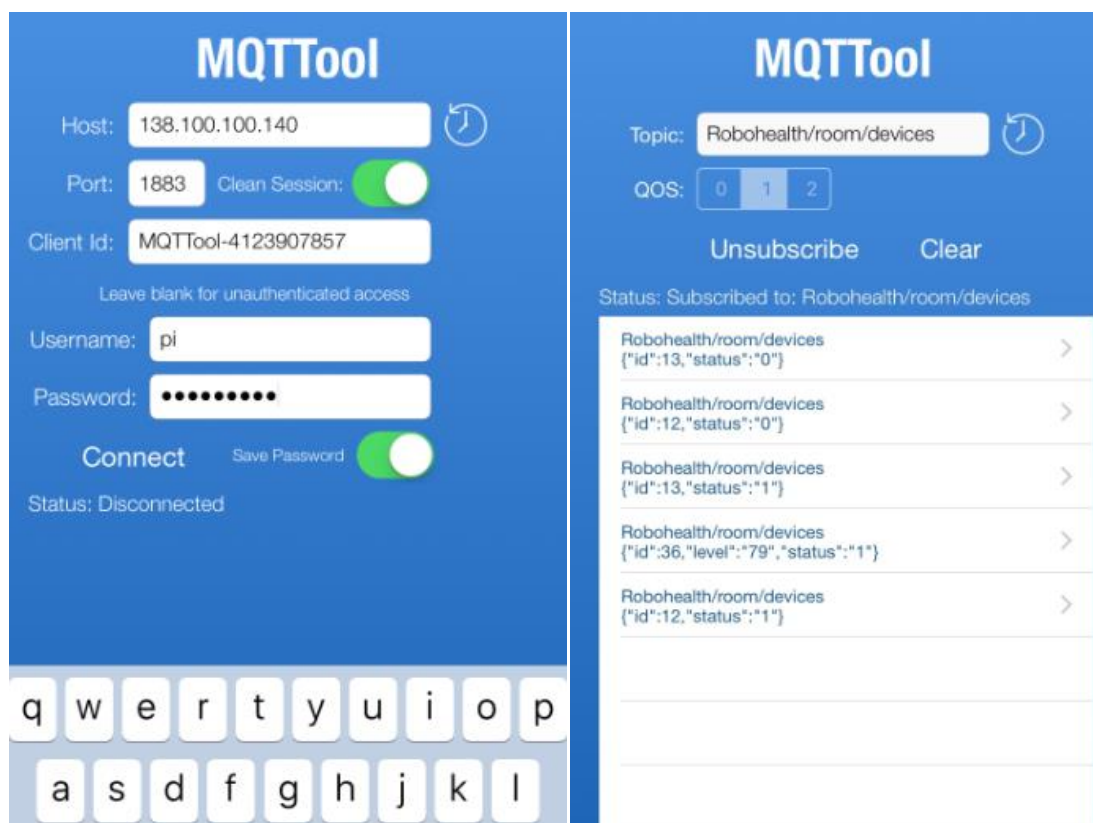 MQTTool
Host: 138.100.100.140
Port: 1883 Clean Session:
Client Id: MQTTool-4123907857
Leave blank for unauthenticated access
Username: pi
Password: •••••••••
Connect Save Password
Status: Disconnected
q w e r t y u i o p
a s d f g h j k l
MQTTool
Topic: Robohealth/room/devices
QOS: 0 1 2
Unsubscribe Clear
Status: Subscribed to: Robohealth/room/devices
Robohealth/room/devices
{"id":13,"status":"0"}
Robohealth/room/devices
{"id":12,"status":"0"}
Robohealth/room/devices
{"id":13,"status":"1"}
Robohealth/room/devices
{"id":36,"level":"79","status":"1"}
Robohealth/room/devices
{"id":12,"status":"1"}